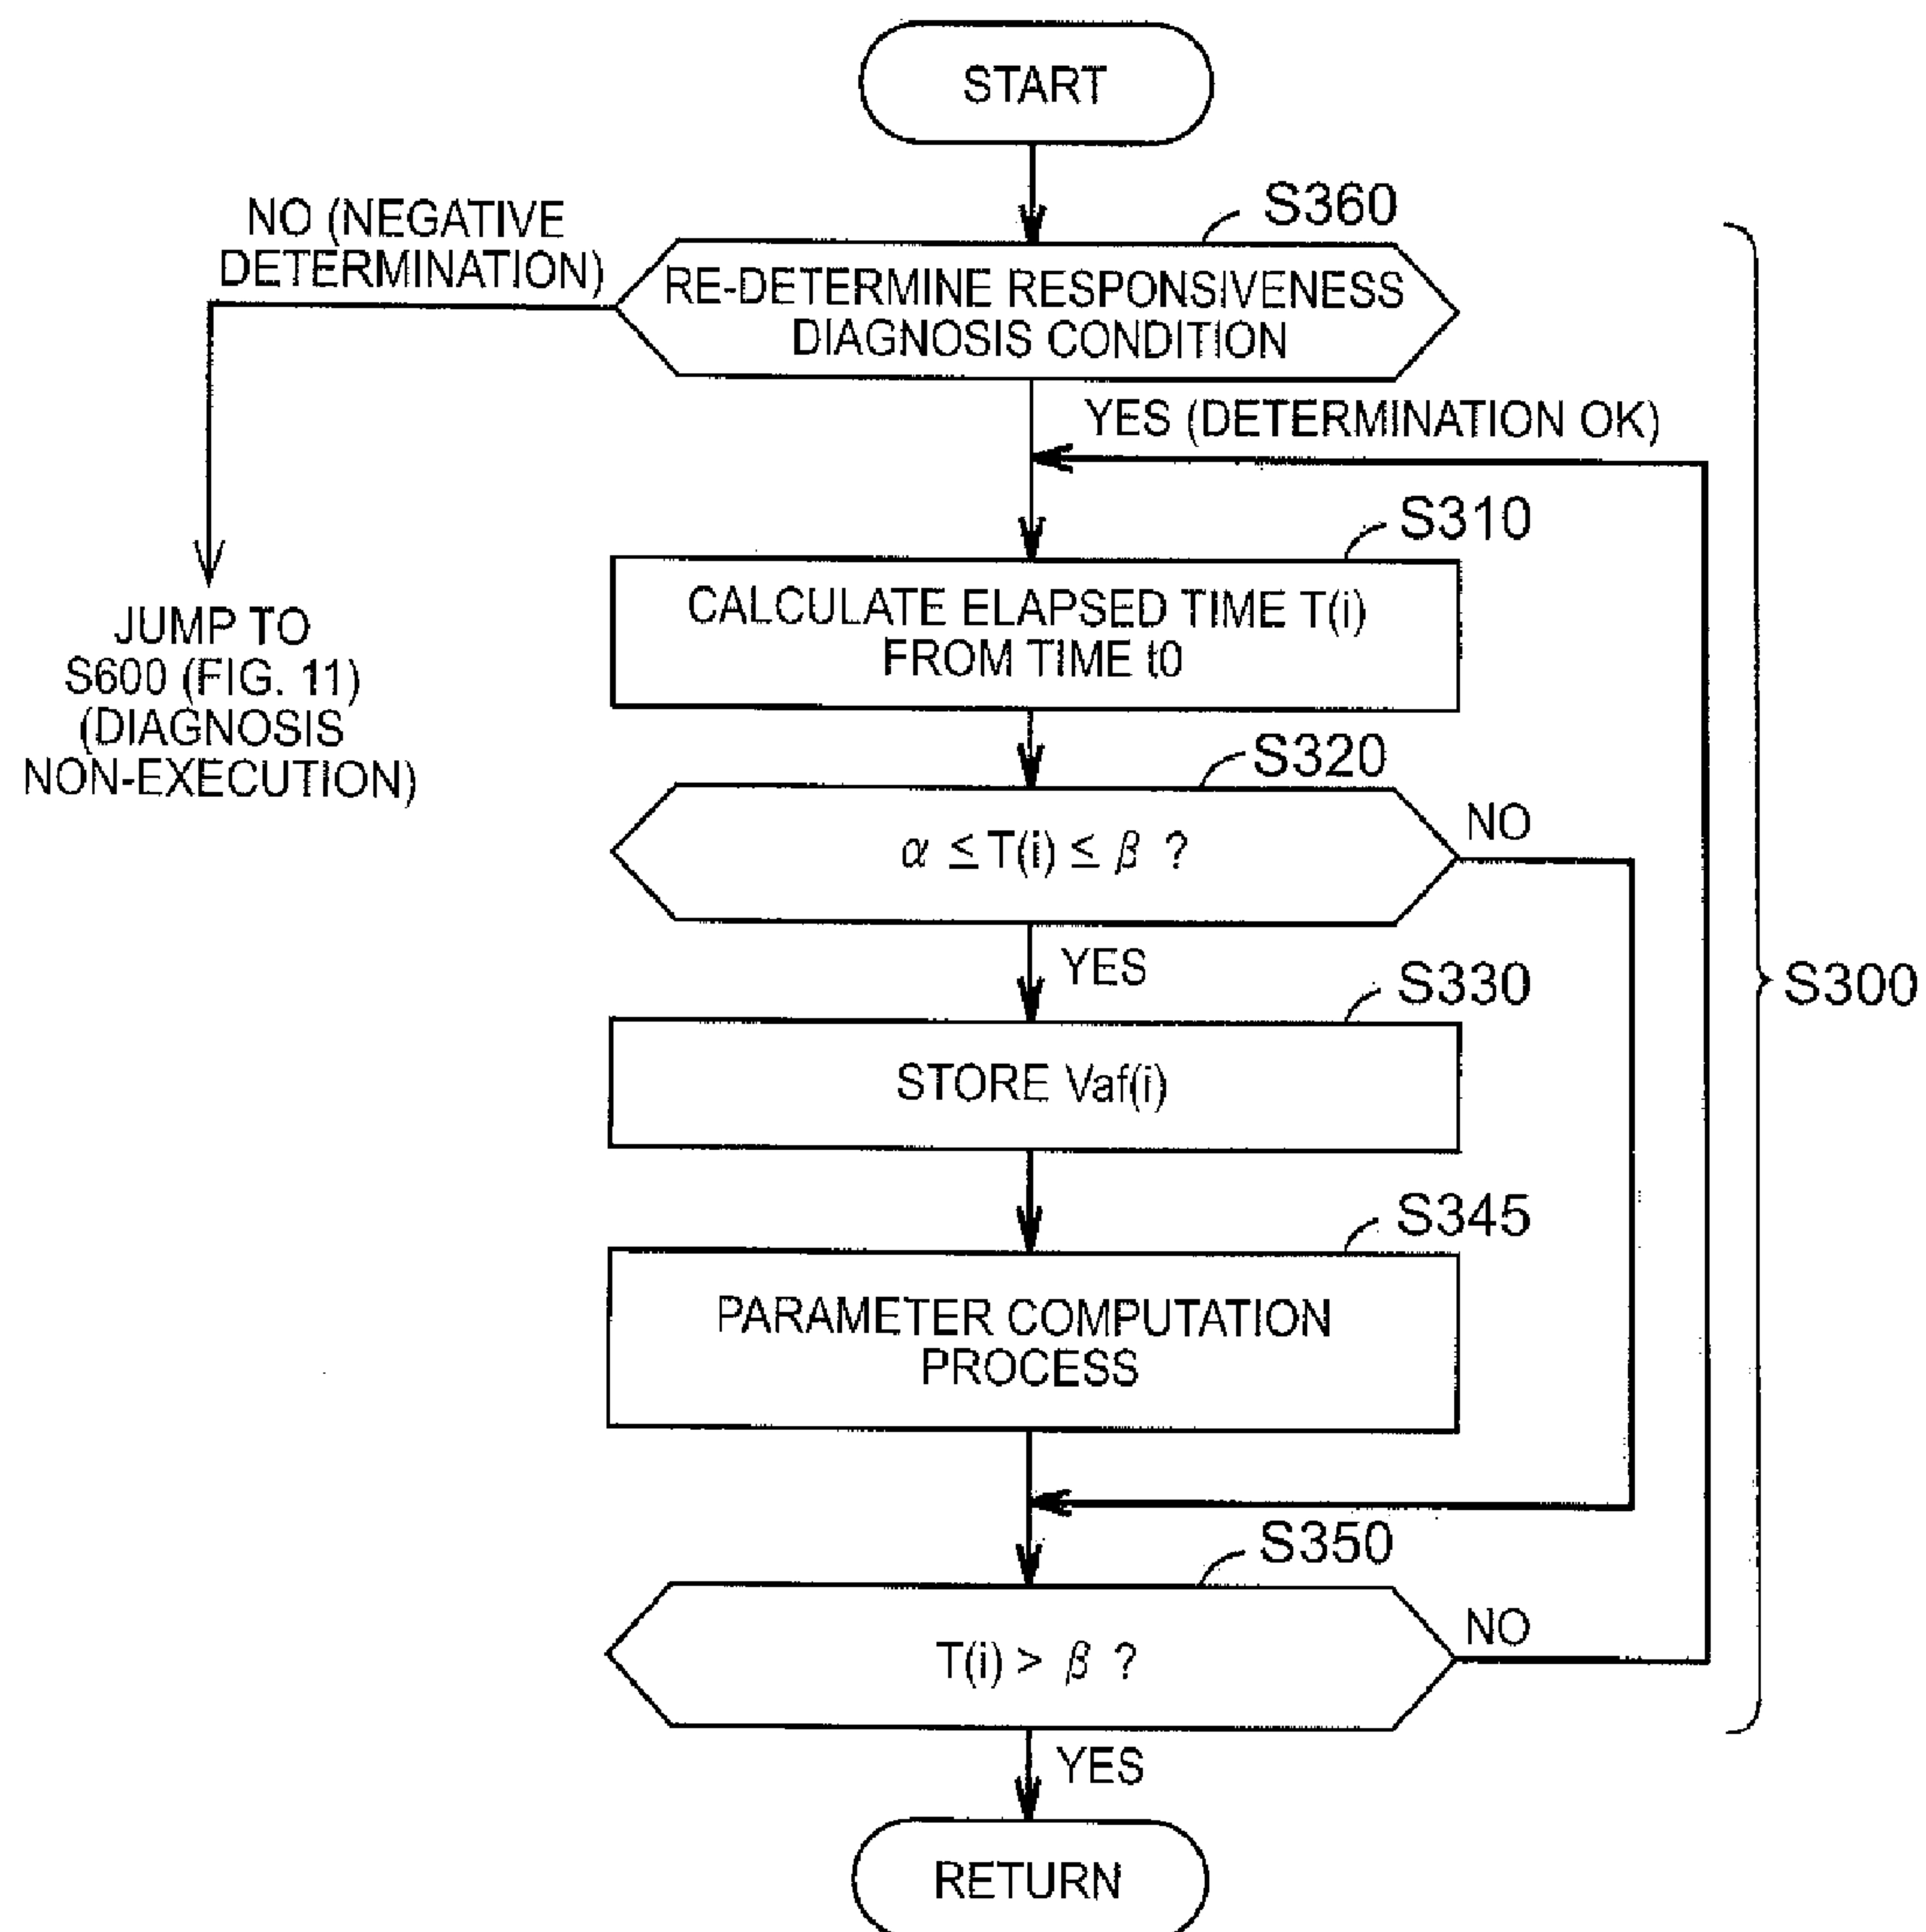 START
S360
NO (NEGATIVE
DETERMINATION)
RE-DETERMINE RESPONSIVENESS
DIAGNOSIS CONDITION
YES (DETERMINATION OK)
S310
CALCULATE ELAPSED TIME T(i)
FROM TIME t0
JUMP TO
S600 (FIG. 11)
(DIAGNOSIS
NON-EXECUTION)
S320
α ≤ T(i) ≤ β ?
NO
YES
S330
S300
STORE Vaf(i)
S345
PARAMETER COMPUTATION
PROCESS
S350
T(i) > β ?
NO
YES
RETURN